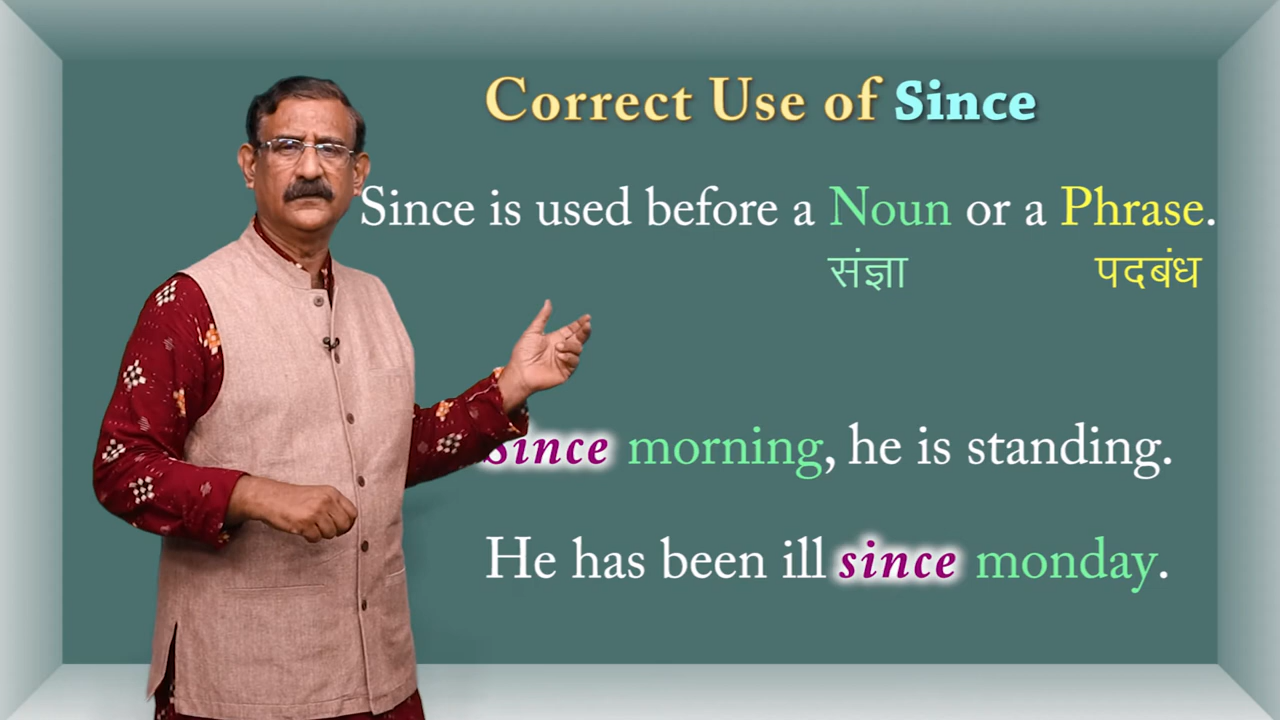 Correct Use of Since
Since is used before a Noun or a Phrase.
संज्ञा पदबंध
Since morning, he is standing.
He has been ill since monday.